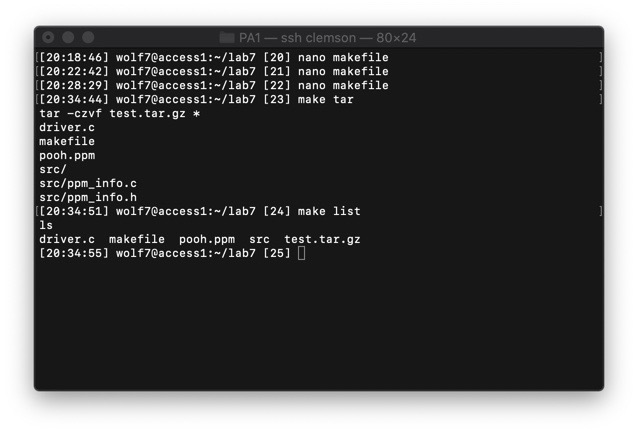 PA1 — ssh clemson — 80×24
[[20:18:46] wolf7@access1:~/lab7 [20] nano makefile ]
[[20:22:42] wolf7@access1:~/lab7 [21] nano makefile ]
[[20:28:29] wolf7@access1:~/lab7 [22] nano makefile ]
[[20:34:44] wolf7@access1:~/lab7 [23] make tar ]
tar -czvf test.tar.gz *
driver.c
makefile
pooh.ppm
src/
src/ppm_info.c
src/ppm_info.h
[[20:34:51] wolf7@access1:~/lab7 [24] make list ]
ls
driver.c  makefile  pooh.ppm  src  test.tar.gz
[20:34:55] wolf7@access1:~/lab7 [25]